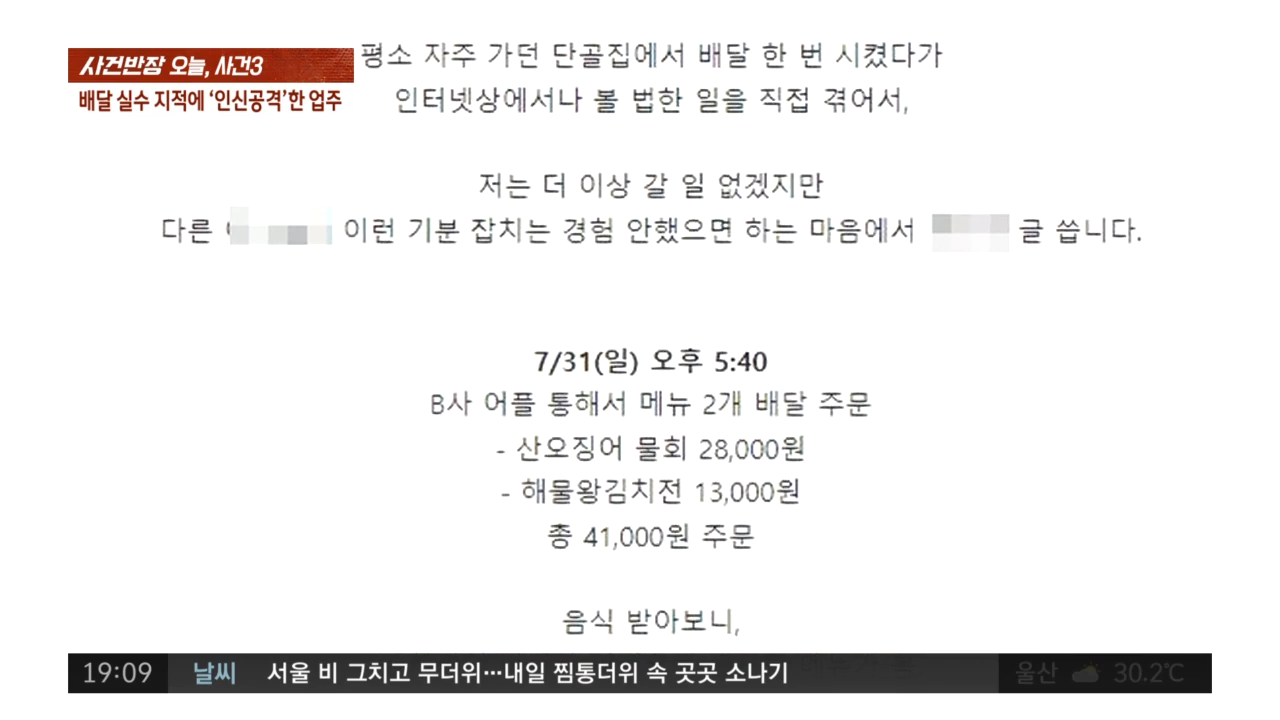 사건반장 오늘, 사건3
배달 실수 지적에 '인신공격'한 업주
평소 자주 가던 단골집에서 배달 한 번 시켰다가
인터넷상에서나 볼 법한 일을 직접 겪어서,
저는 더 이상 갈 일 없겠지만
다른 이런 기분 잡치는 경험 안했으면 하는 마음에서 글 씁니다.
7/31(일) 오후 5:40
B사 어플 통해서 메뉴 2개 배달 주문
- 산오징어 물회 28,000원
- 해물왕김치전 13,000원
총 41,000원 주문
음식 받아보니,
19:09 날씨 서울 비 그치고 무더위…내일 찜통더위 속 곳곳 소나기 울산 30.2℃